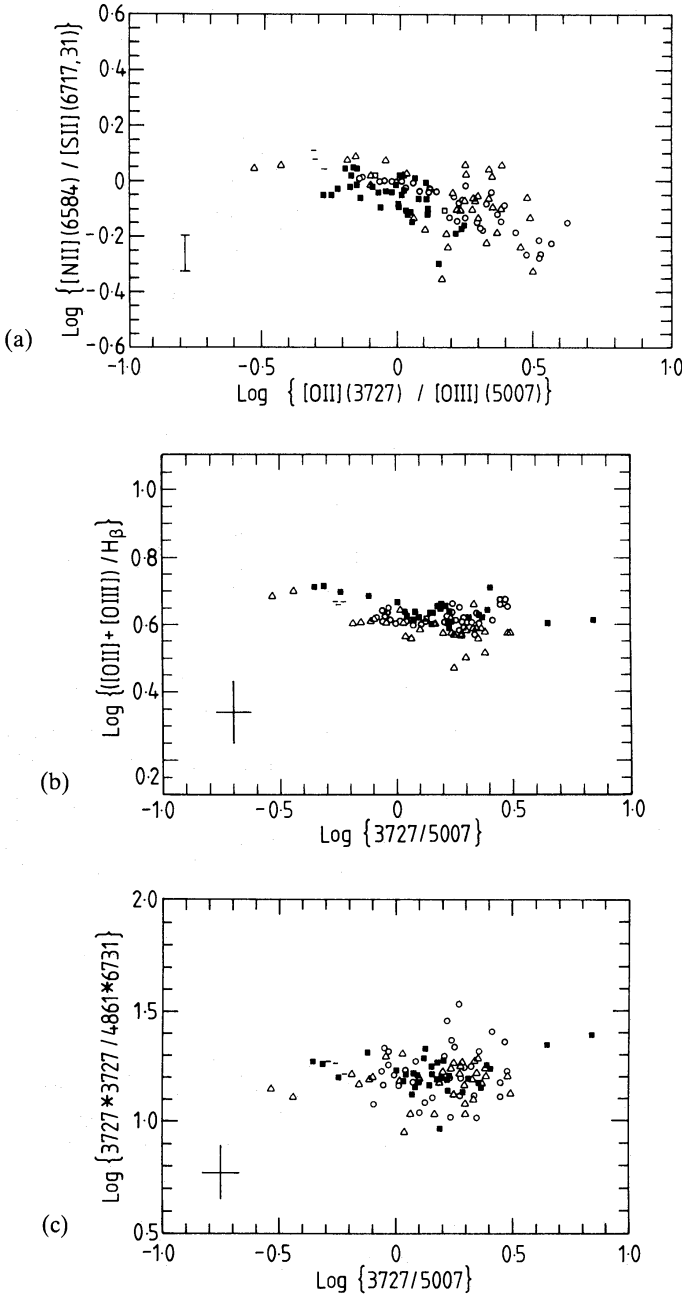 (a)
Log {[NII](6584) / [SII](6717,31)}
0·6
0·4
0·2
0
-0·2
-0·4
-0·6
-1·0 -0·5 0 0·5 1·0
Log { [OII](3727) / [OIII](5007)}
(b)
Log {([OII]+[OIII])/Hβ}
1·0
0·8
0·6
0·4
0·2
-1·0 -0·5 0 0·5 1·0
Log {3727/5007}
(c)
Log {3727*3727/4861*6731}
2·0
1·5
1·0
0·5
-1·0 -0·5 0 0·5 1·0
Log {3727/5007}